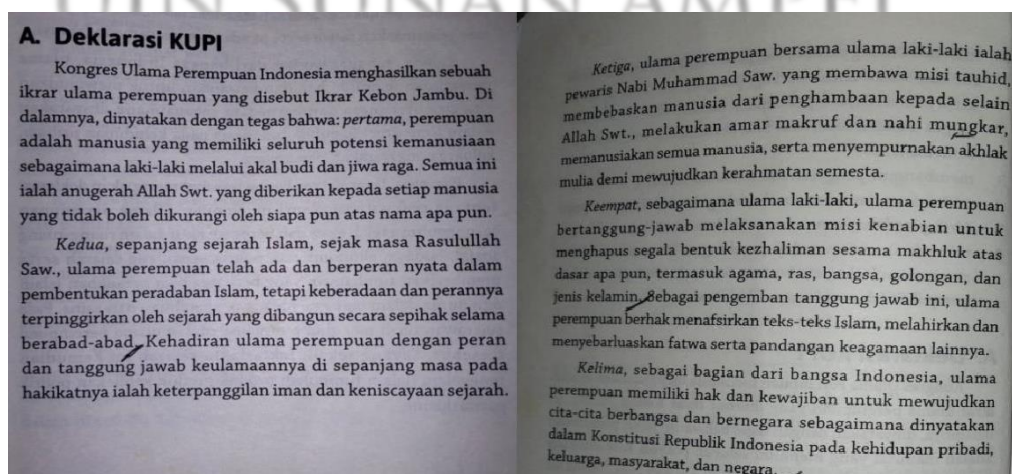 UIN SUNAN AMPEL
A. Deklarasi KUPI
Kongres Ulama Perempuan Indonesia menghasilkan sebuah
ikrar ulama perempuan yang disebut Ikrar Kebon Jambu. Di
dalamnya, dinyatakan dengan tegas bahwa: pertama, perempuan
adalah manusia yang memiliki seluruh potensi kemanusiaan
sebagaimana laki-laki melalui akal budi dan jiwa raga. Semua ini
ialah anugerah Allah Swt. yang diberikan kepada setiap manusia
yang tidak boleh dikurangi oleh siapa pun atas nama apa pun.
Kedua, sepanjang sejarah Islam, sejak masa Rasulullah
Saw., ulama perempuan telah ada dan berperan nyata dalam
pembentukan peradaban Islam, tetapi keberadaan dan perannya
terpinggirkan oleh sejarah yang dibangun secara sepihak selama
berabad-abad. Kehadiran ulama perempuan dengan peran
dan tanggung jawab keulamaannya di sepanjang masa pada
hakikatnya ialah keterpanggilan iman dan keniscayaan sejarah.
Ketiga, ulama perempuan bersama ulama laki-laki ialah
pewaris Nabi Muhammad Saw. yang membawa misi tauhid,
membebaskan manusia dari penghambaan kepada selain
Allah Swt., melakukan amar makruf dan nahi mungkar,
memanusiakan semua manusia, serta menyempurnakan akhlak
mulia demi mewujudkan kerahmatan semesta.
Keempat, sebagaimana ulama laki-laki, ulama perempuan
bertanggung-jawab melaksanakan misi kenabian untuk
menghapus segala bentuk kezhaliman sesama makhluk atas
dasar apa pun, termasuk agama, ras, bangsa, golongan, dan
jenis kelamin. Sebagai pengemban tanggung jawab ini, ulama
perempuan berhak menafsirkan teks-teks Islam, melahirkan dan
menyebarluaskan fatwa serta pandangan keagamaan lainnya.
Kelima, sebagai bagian dari bangsa Indonesia, ulama
perempuan memiliki hak dan kewajiban untuk mewujudkan
cita-cita berbangsa dan bernegara sebagaimana dinyatakan
dalam Konstitusi Republik Indonesia pada kehidupan pribadi,
keluarga, masyarakat, dan negara.